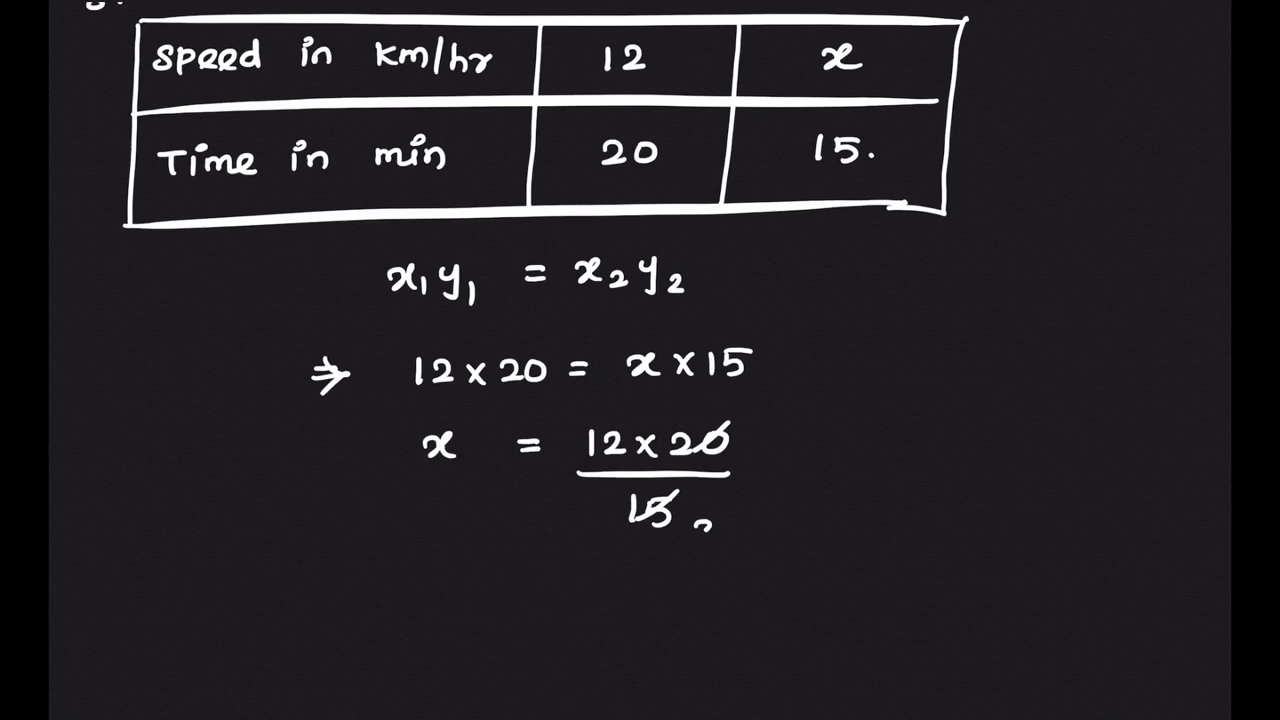 Speed in Km/hr 12 x
Time in min 20 15.
x₁y₁ = x₂y₂
⇒ 12 × 20 = x × 15
x = 12 × 20
15